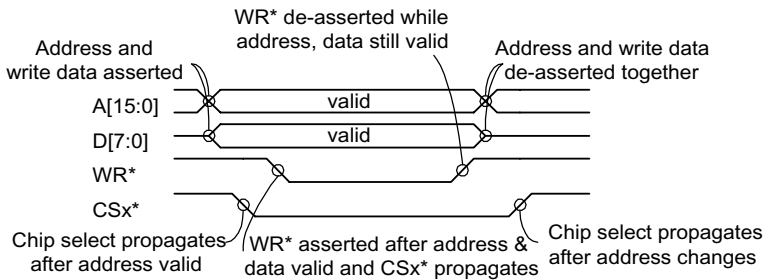 WR* de-asserted while
address, data still valid
Address and
write data asserted
Address and write data
de-asserted together
A[15:0]
valid
D[7:0]
valid
WR*
CSx*
Chip select propagates
after address valid
WR* asserted after address &
data valid and CSx* propagates
Chip select propagates
after address changes